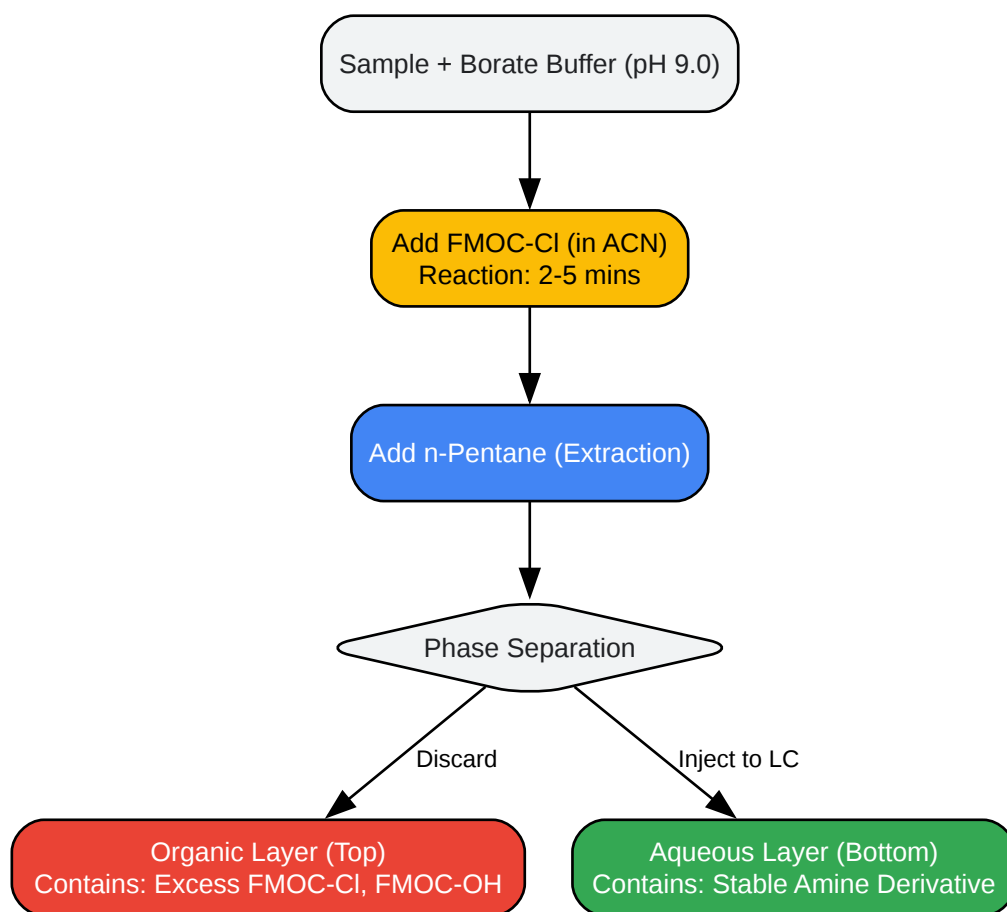 Sample + Borate Buffer (pH 9.0)
Add FMOC-Cl (in ACN)
Reaction: 2-5 mins
Add n-Pentane (Extraction)
Phase Separation
Discard
Inject to LC
Organic Layer (Top)
Contains: Excess FMOC-Cl, FMOC-OH
Aqueous Layer (Bottom)
Contains: Stable Amine Derivative